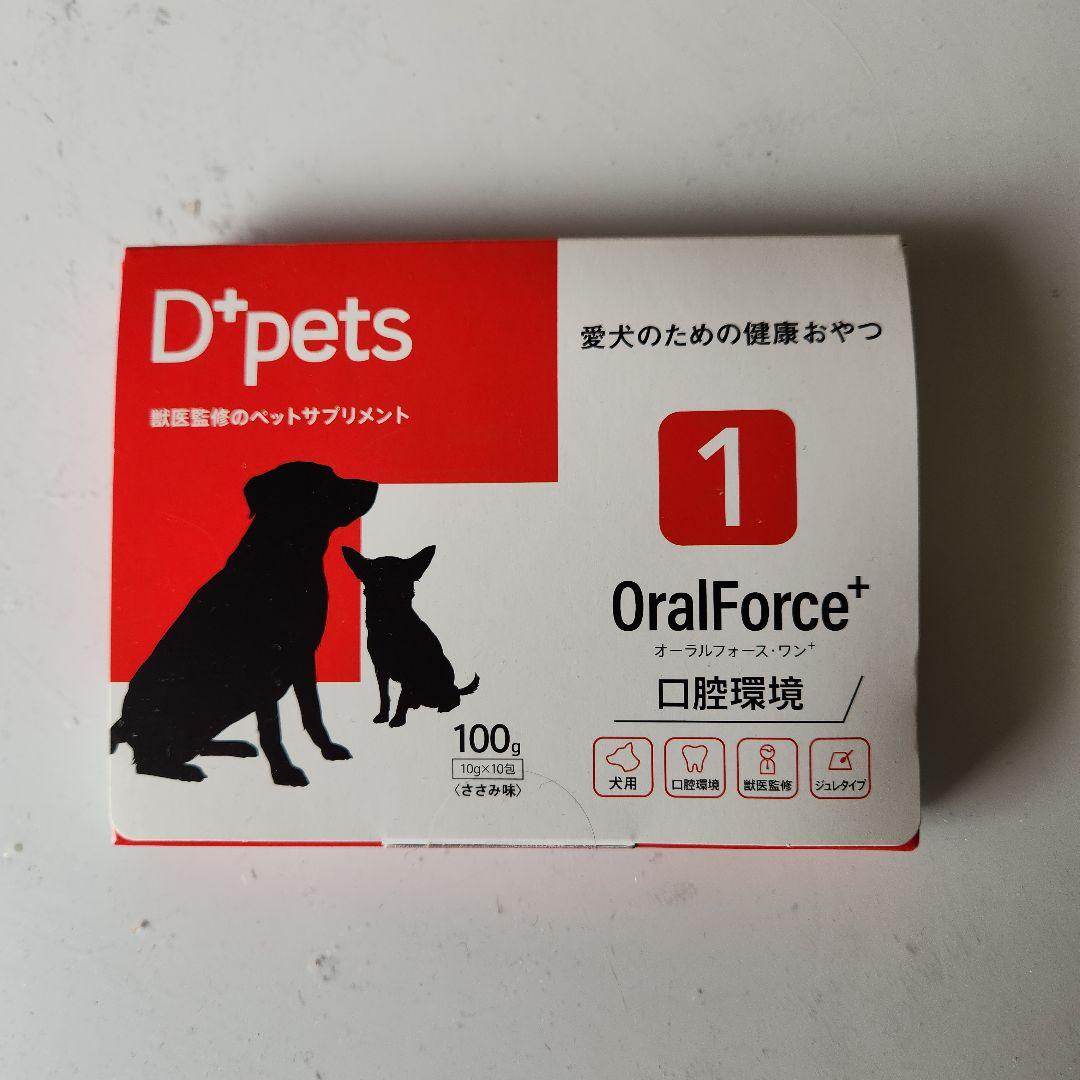 D+pets
獣医監修のペットサプリメント
愛犬のための健康おやつ
1
OralForce+
オーラルフォース・ワン+
口腔環境
100g
10g×10包
〈ささみ味〉
犬用
口腔環境
獣医監修
ジュレタイプ